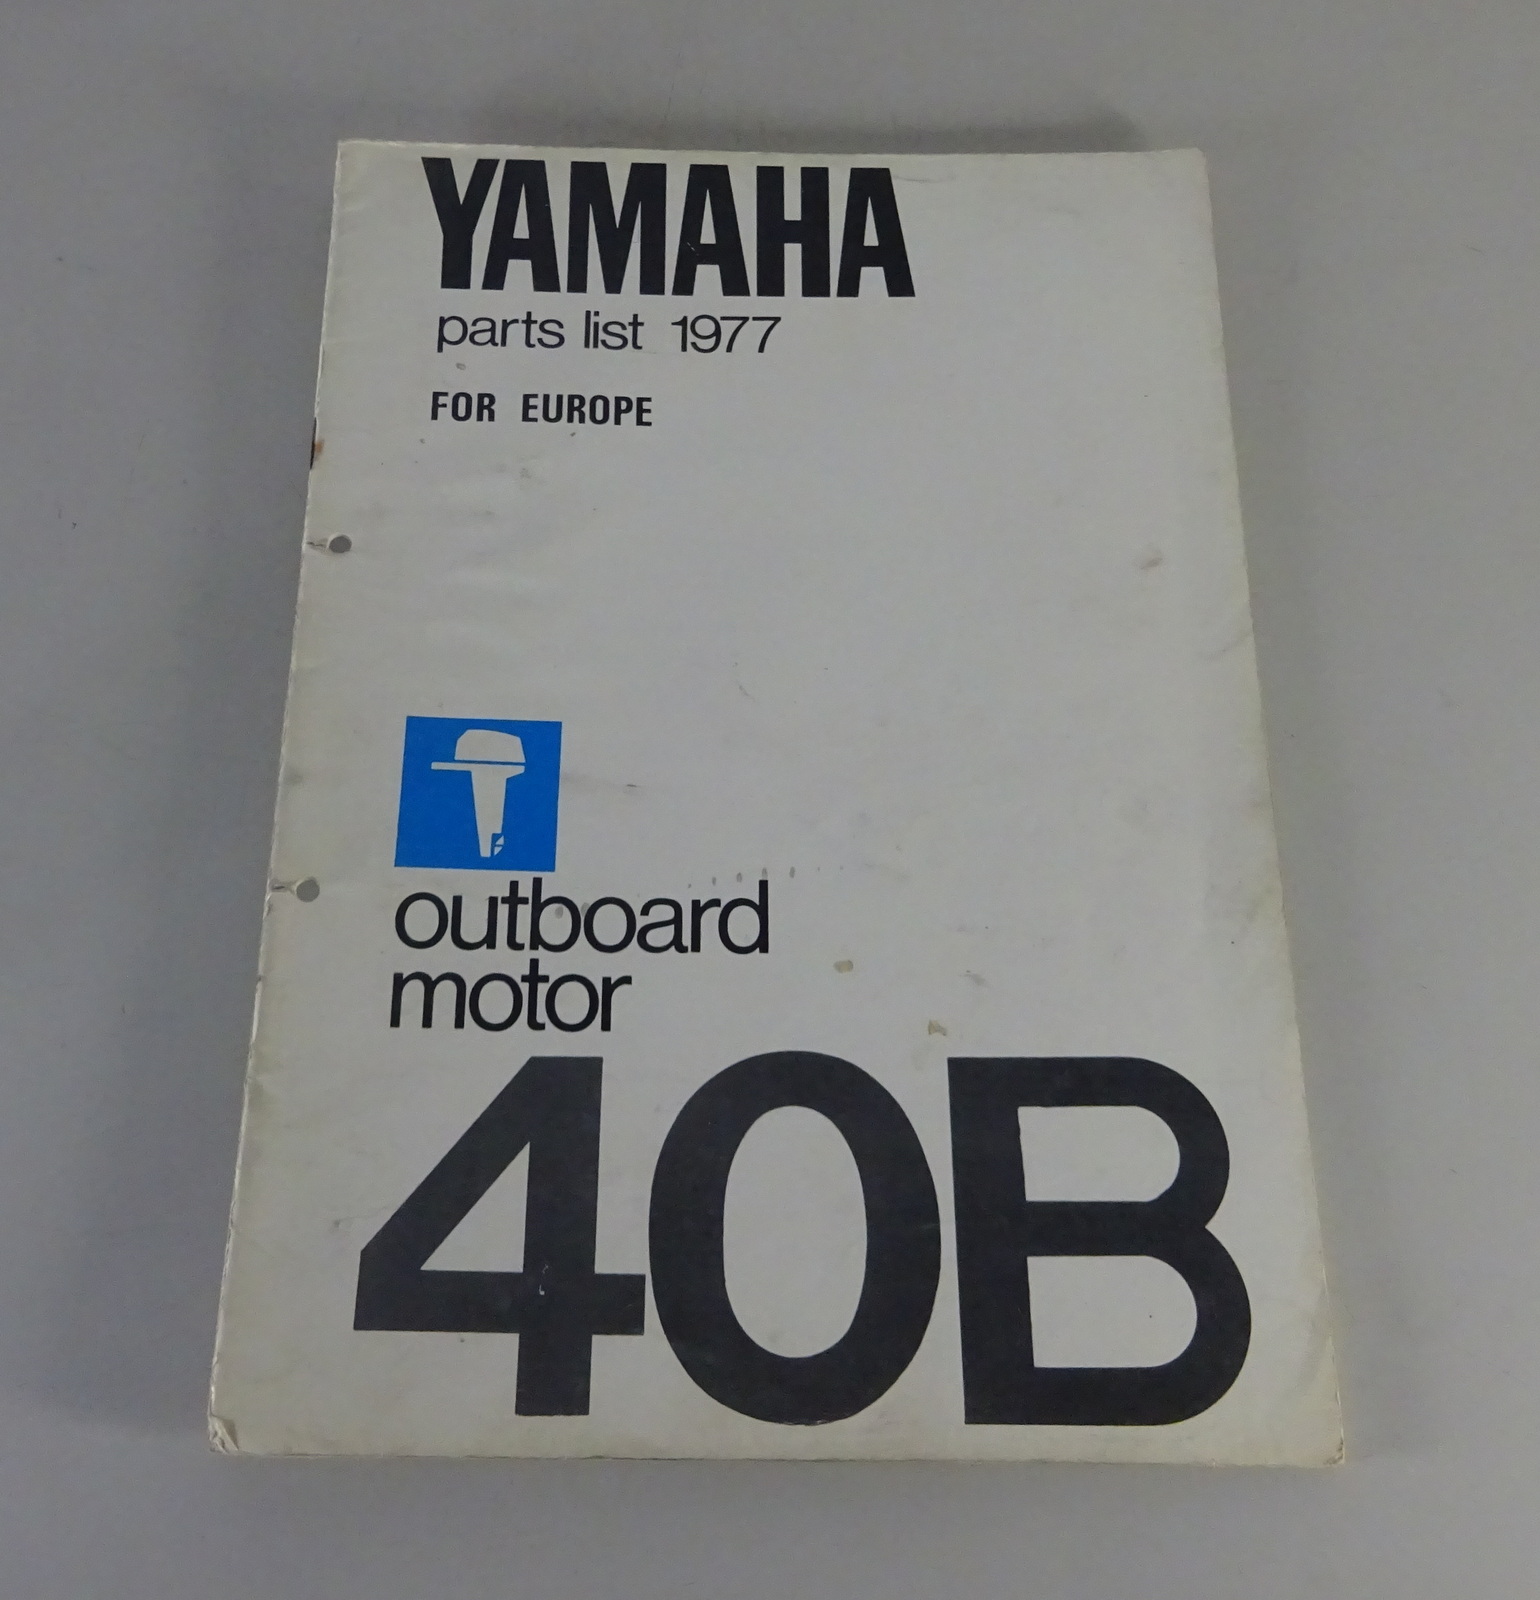 YAMAHA
parts list 1977
FOR EUROPE
outboard
motor
40B